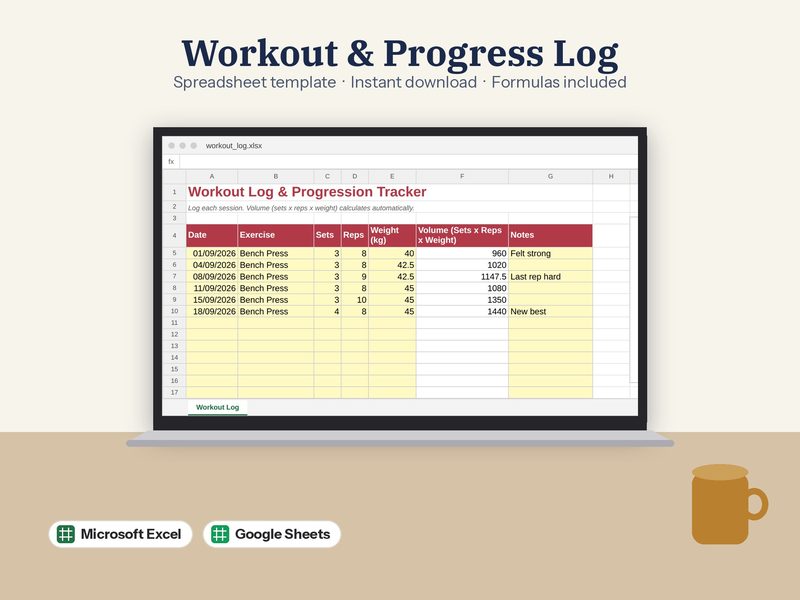 Workout & Progress Log
Spreadsheet template · Instant download · Formulas included
workout_log.xlsx
fx
A B C D E F G H
1 Workout Log & Progression Tracker
2 Log each session. Volume (sets x reps x weight) calculates automatically.
3
4 Date Exercise Sets Reps Weight (kg) Volume (Sets x Reps x Weight) Notes
5 01/09/2026 Bench Press 3 8 40 960 Felt strong
6 04/09/2026 Bench Press 3 8 42.5 1020
7 08/09/2026 Bench Press 3 9 42.5 1147.5 Last rep hard
8 11/09/2026 Bench Press 3 8 45 1080
9 15/09/2026 Bench Press 3 10 45 1350
10 18/09/2026 Bench Press 4 8 45 1440 New best
11
12
13
14
15
16
17
Workout Log
Microsoft Excel Google Sheets